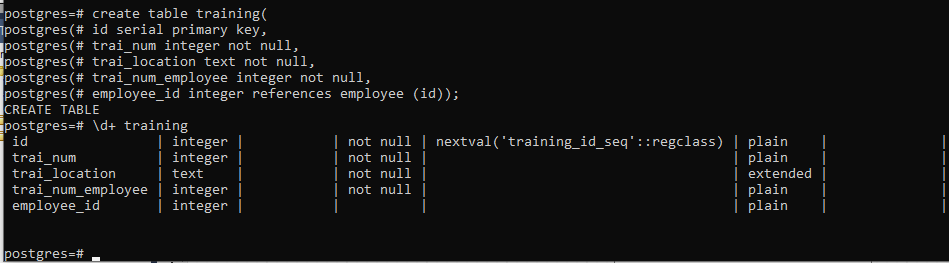 postgres=# create table training(
postgres(# id serial primary key,
postgres(# trai_num integer not null,
postgres(# trai_location text not null,
postgres(# trai_num_employee integer not null,
postgres(# employee_id integer references employee (id));
CREATE TABLE
postgres=# \d+ training
id | integer | | not null | nextval('training_id_seq'::regclass) | plain | |
trai_num | integer | | not null | | plain | |
trai_location | text | | not null | | extended | |
trai_num_employee | integer | | not null | | plain | |
employee_id | integer | | | | plain | |
postgres=#